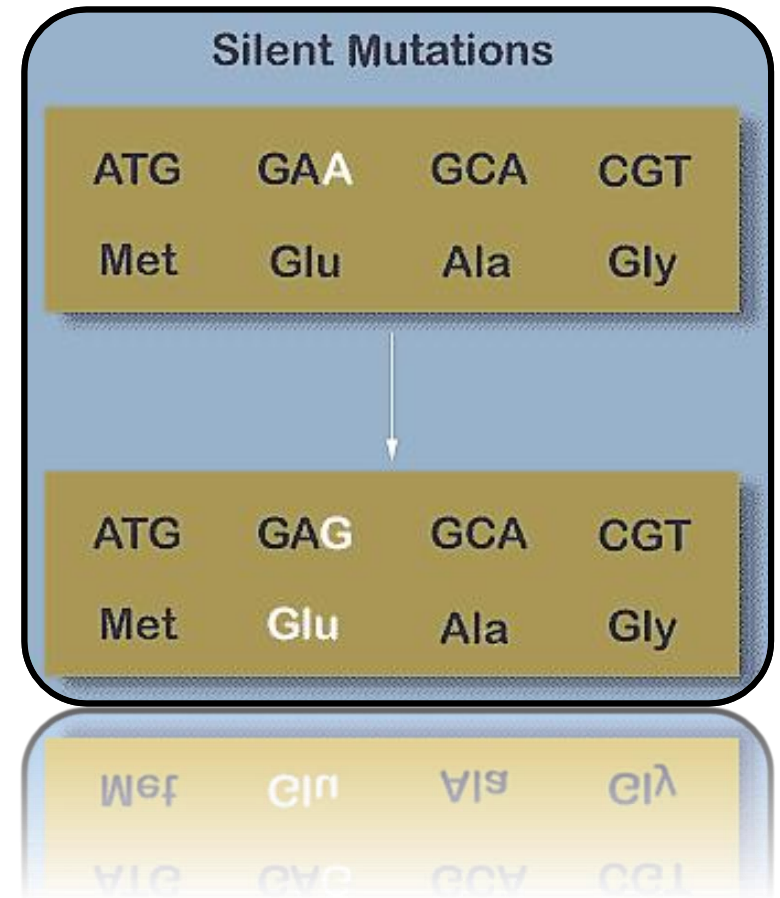 Silent Mutations
ATG GAA GCA CGT
Met Glu Ala Gly
ATG GAG GCA CGT
Met Glu Ala Gly